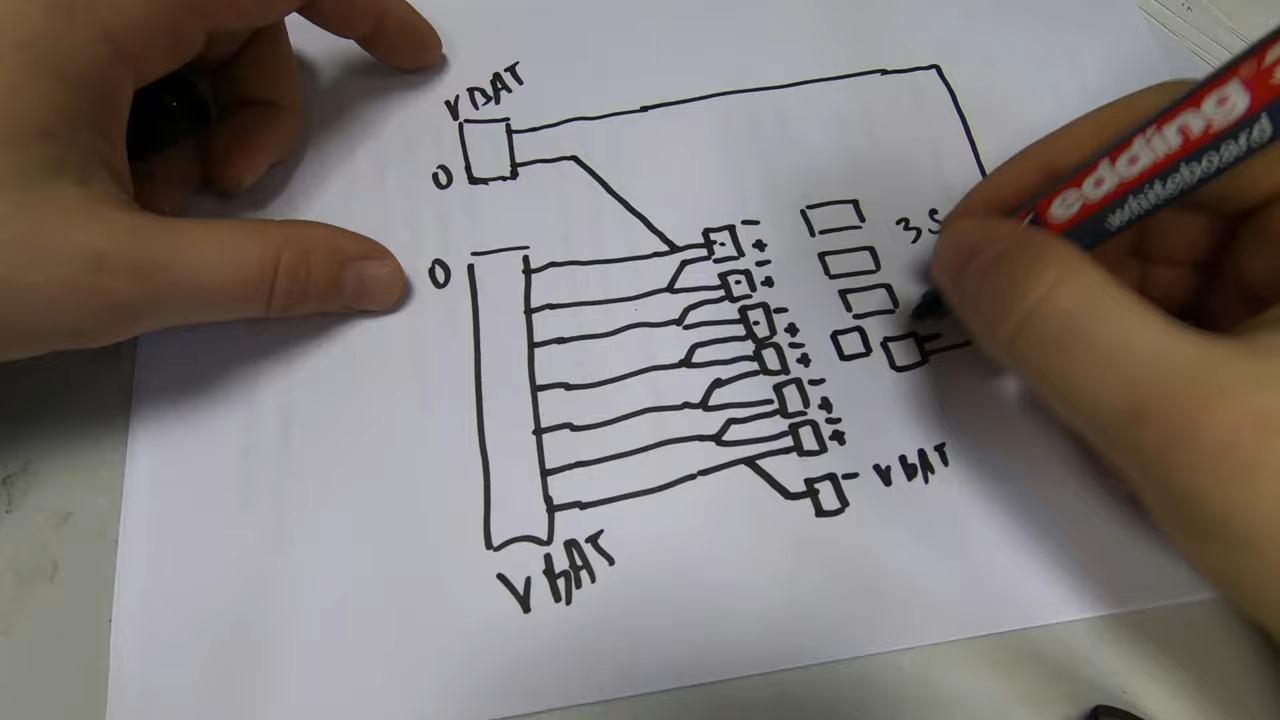 VBAT
0
0
-
+
-
+
-
+
-
+
-
+
-
+
3S
- VBAT
VBAT
edding
whiteboard